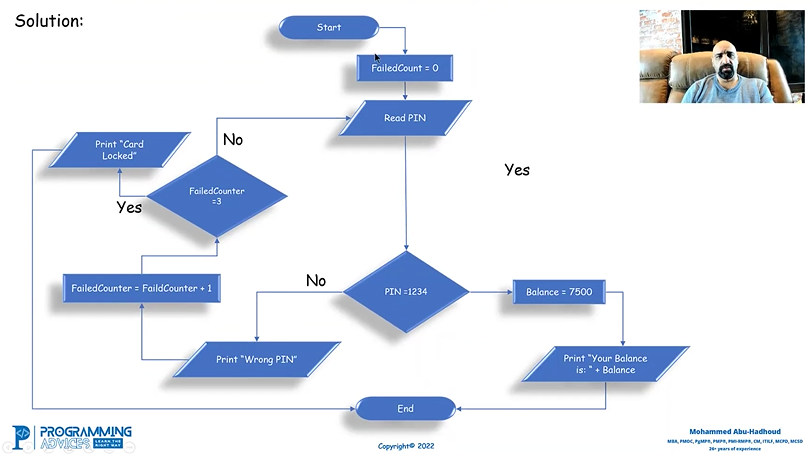 Solution:
Start
FailedCount = 0
Read PIN
No
Print "Card
Locked"
FailedCounter
=3
Yes
Yes
FailedCounter = FaildCounter + 1
No
PIN =1234
Balance = 7500
Print "Wrong PIN"
Print "Your Balance
is: " + Balance
End
PROGRAMMING
ADVICES
LEARN THE
RIGHT WAY
Copyright© 2022
Mohammed Abu-Hadhoud
MBA, PMOC, PgMP®, PMP®, PMI-RMP®, CM, ITILF, MCPD, MCSD
26+ years of experience